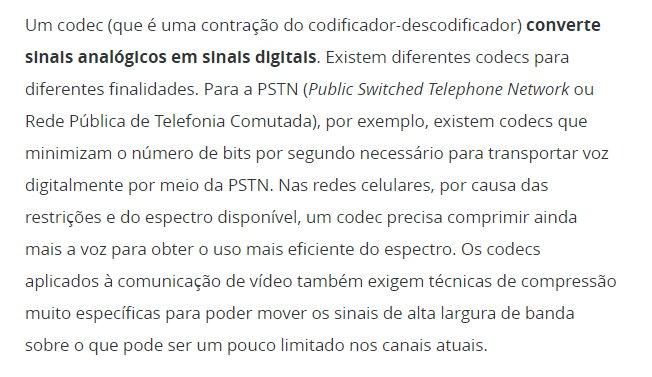 Um codec (que é uma contração do codificador-descodificador) converte
sinais analógicos em sinais digitais. Existem diferentes codecs para
diferentes finalidades. Para a PSTN (Public Switched Telephone Network ou
Rede Pública de Telefonia Comutada), por exemplo, existem codecs que
minimizam o número de bits por segundo necessário para transportar voz
digitalmente por meio da PSTN. Nas redes celulares, por causa das
restrições e do espectro disponível, um codec precisa comprimir ainda
mais a voz para obter o uso mais eficiente do espectro. Os codecs
aplicados à comunicação de vídeo também exigem técnicas de compressão
muito específicas para poder mover os sinais de alta largura de banda
sobre o que pode ser um pouco limitado nos canais atuais.